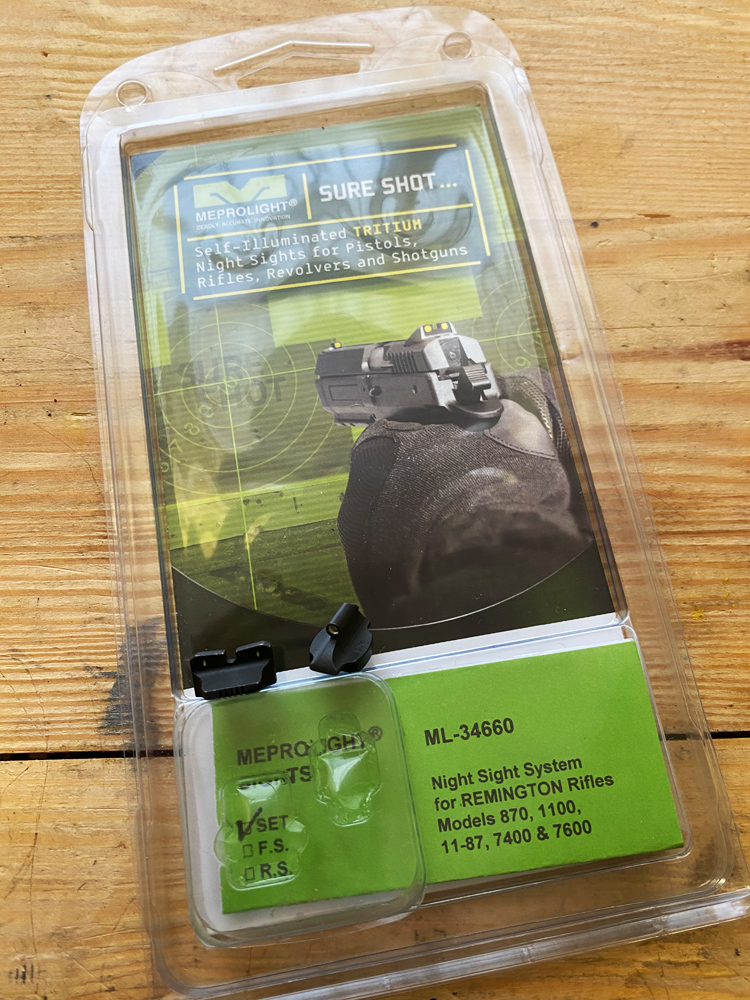 MEPROLIGHT®
DEADLY ACCURATE INNOVATION
SURE SHOT...
Self-Illuminated TRITIUM
Night Sights for Pistols,
Rifles, Revolvers and Shotguns
MEPROLIGHT®
SIGHTS
SET
F.S.
R.S.
ML-34660
Night Sight System
for REMINGTON Rifles
Models 870, 1100,
11-87, 7400 & 7600